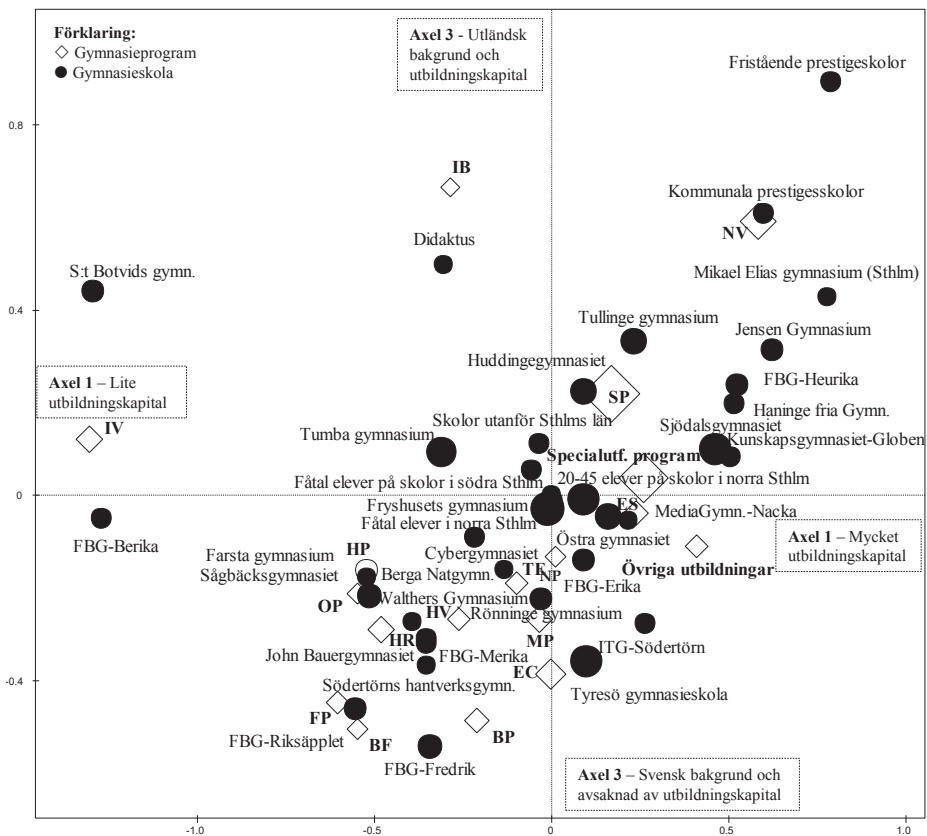 Förklaring:
Gymnasieprogram
Gymnasieskola
Axel 3 - Utländsk
bakgrund och
utbildningskapital
Fristående prestigeskolor
0.8
IB
Kommunala prestigesskolor
NV
Didaktus
S:t Botvids gymn.
Mikael Elias gymnasium (Sthlm)
0.4
Tullinge gymnasium
Jensen Gymnasium
Huddingegymnasiet
FBG-Heurika
Axel 1 – Lite
utbildningskapital
SP
Haninge fria Gymn.
IV
Skolor utanför Sthlms län
Sjödalsgymnasiet
Tumba gymnasium
Kunskapsgymnasiet-Globen
Specialutf. program
Fåtal elever på skolor i södra Sthlm
20-45 elever på skolor i norra Sthlm
0
Fryshusets gymnasium
ES
MediaGymn.-Nacka
Fåtal elever i norra Sthlm
Axel 1 – Mycket
utbildningskapital
FBG-Berika
Östra gymnasiet
HP
Farsta gymnasium
Cybergymnasiet
Sågbäcksgymnasiet
Berga Natgymn.
TE
NP
FBG-Erika
Övriga utbildningar
OP
Walthers Gymnasium
HV
Rönninge gymnasium
HR
MP
John Bauergymnasiet
FBG-Merika
ITG-Södertörn
EC
-0.4
Södertörns hantverksgymn.
Tyresö gymnasieskola
FP
FBG-Riksäpplet
BF
BP
FBG-Fredrik
Axel 3 – Svensk bakgrund och
avsaknad av utbildningskapital
-1.0
-0.5
0
0.5
1.0